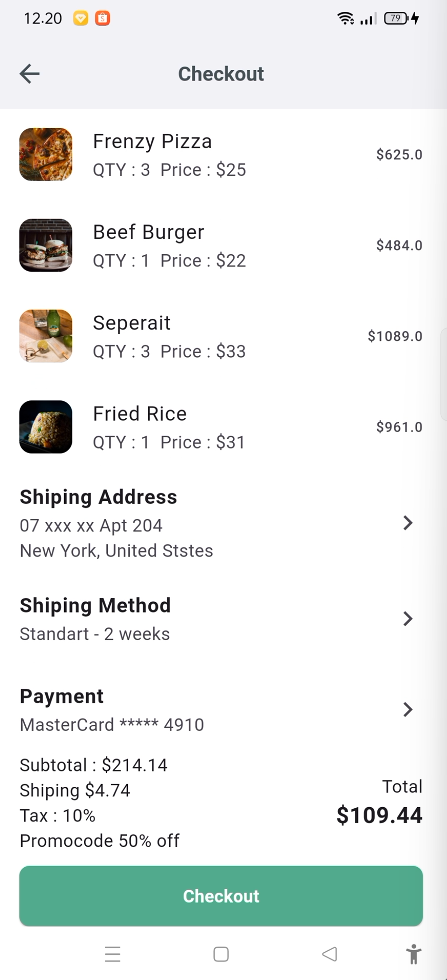 12.20
79
Checkout
Frenzy Pizza
QTY : 3 Price : $25
$625.0
Beef Burger
QTY : 1 Price : $22
$484.0
Seperait
QTY : 3 Price : $33
$1089.0
Fried Rice
QTY : 1 Price : $31
$961.0
Shiping Address
07 xxx xx Apt 204
New York, United Ststes
Shiping Method
Standart - 2 weeks
Payment
MasterCard ***** 4910
Subtotal : $214.14
Shiping $4.74
Tax : 10%
Promocode 50% off
Total
$109.44
Checkout